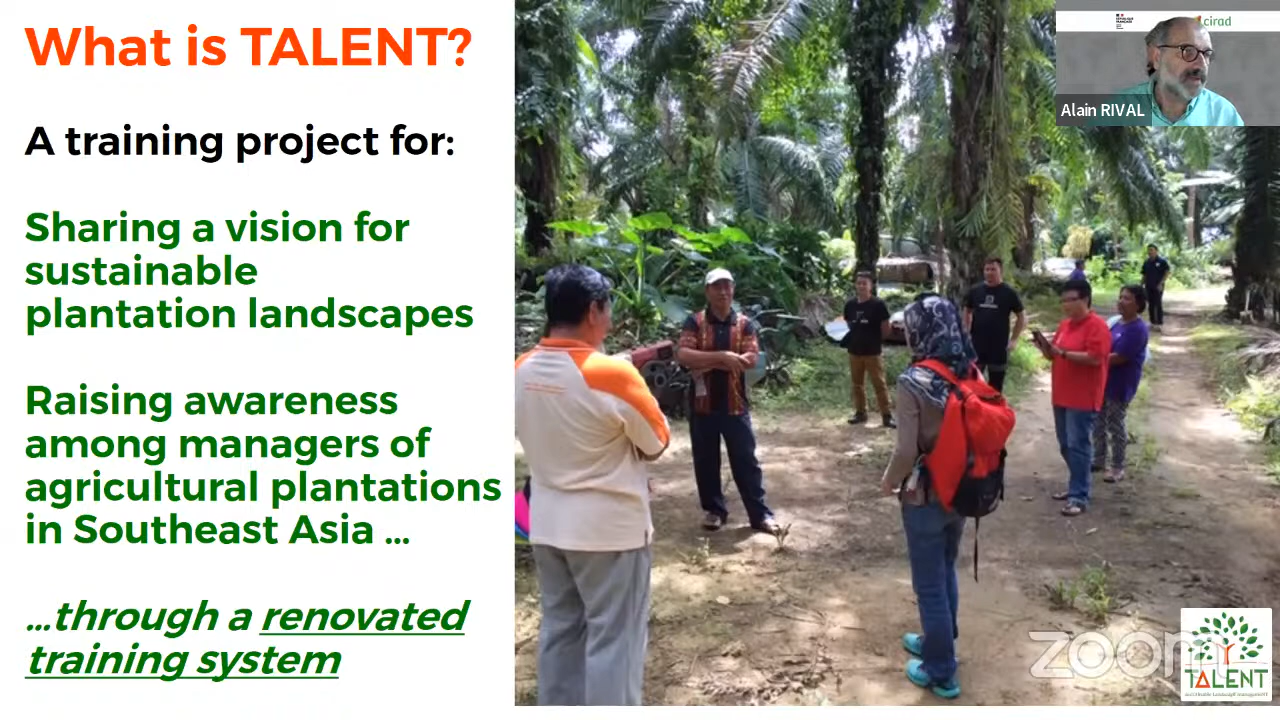 What is TALENT?
A training project for:
Sharing a vision for
sustainable
plantation landscapes
Raising awareness
among managers of
agricultural plantations
in Southeast Asia ...
...through a renovated
training system
cirad
Alain RIVAL
zoom
TALENT